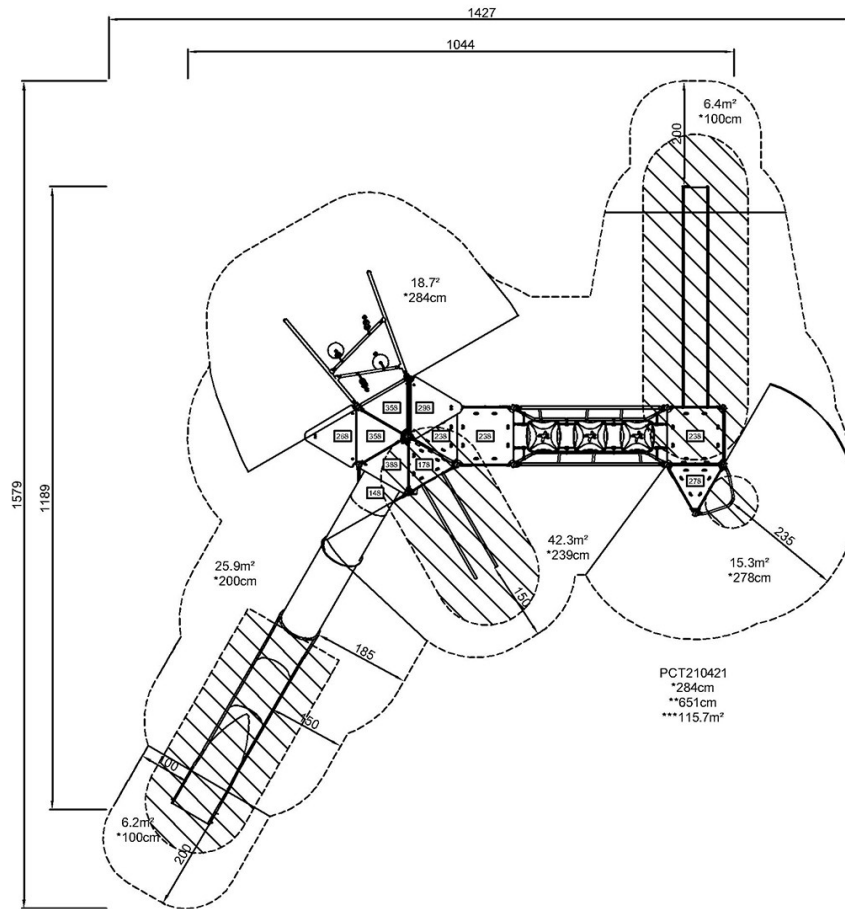 1427
1044
6.4m²
*100cm
200
18.7²
*284cm
1579
1189
358
298
268
358
238
238
238
388
178
148
278
235
42.3m²
*239cm
15.3m²
*278cm
25.9m²
*200cm
150
185
150
PCT210421
*284cm
**651cm
***115.7m²
100
6.2m²
*100cm
200